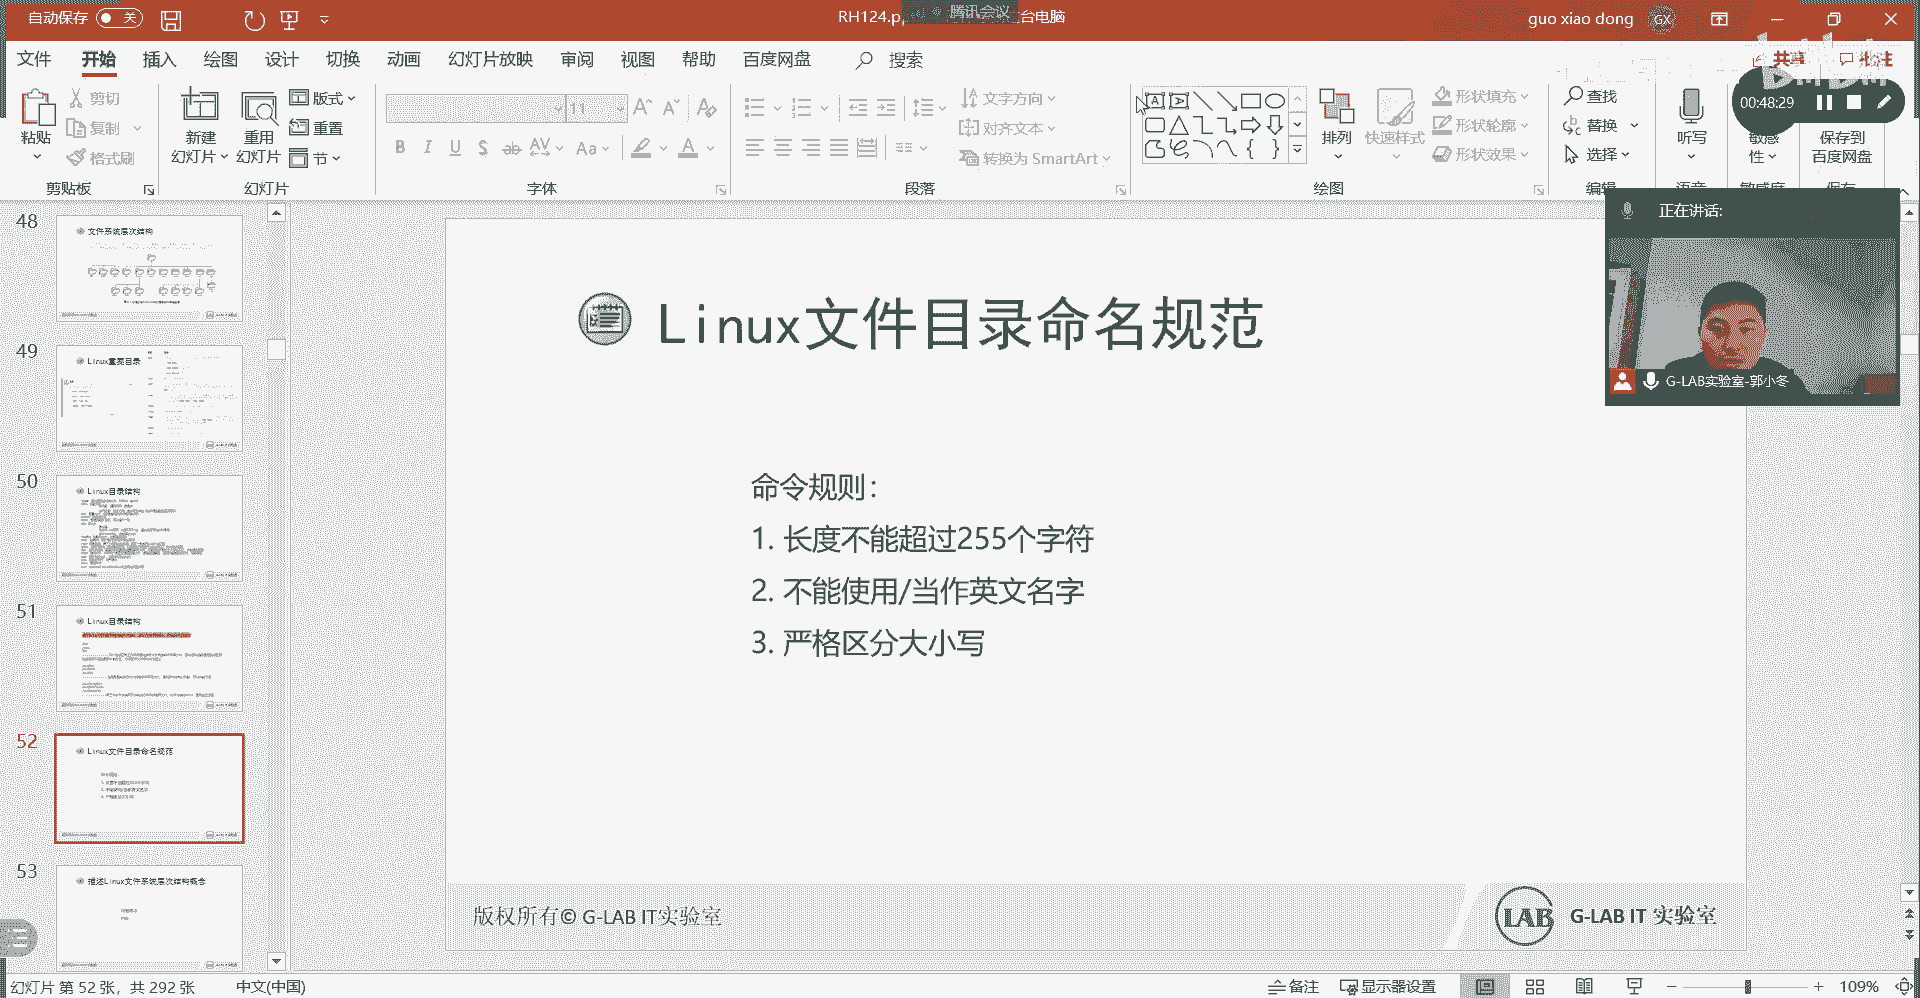 自动保存 关
RH124.p
腾讯会议
台电脑
guo xiao dong
GX
文件 开始 插入 绘图 设计 切换 动画 幻灯片放映 审阅 视图 帮助 百度网盘 搜索
共享
批注
粘贴
剪切
复制
格式刷
剪贴板
新建
幻灯片
重用
幻灯片
版式
重置
节
幻灯片
11
字体
段落
文字方向
对齐文本
转换为 SmartArt
排列
快速样式
形状填充
形状轮廓
形状效果
绘图
查找
替换
选择
编辑
听写
语音
敏感
性
敏感度
保存到
百度网盘
保存
00:48:29
正在讲话:
G-LAB实验室-郭小冬
48
文件系统层次结构
49
Linux重要目录
50
Linux目录结构
51
Linux目录结构
52
Linux文件目录命名规范
53
描述Linux文件系统层次结构概念
Linux文件目录命名规范
命令规则：
1. 长度不能超过255个字符
2. 不能使用/当作英文名字
3. 严格区分大小写
版权所有© G-LAB IT实验室
LAB
G-LAB IT 实验室
幻灯片 第 52 张，共 292 张 中文(中国)
备注 显示器设置 109%